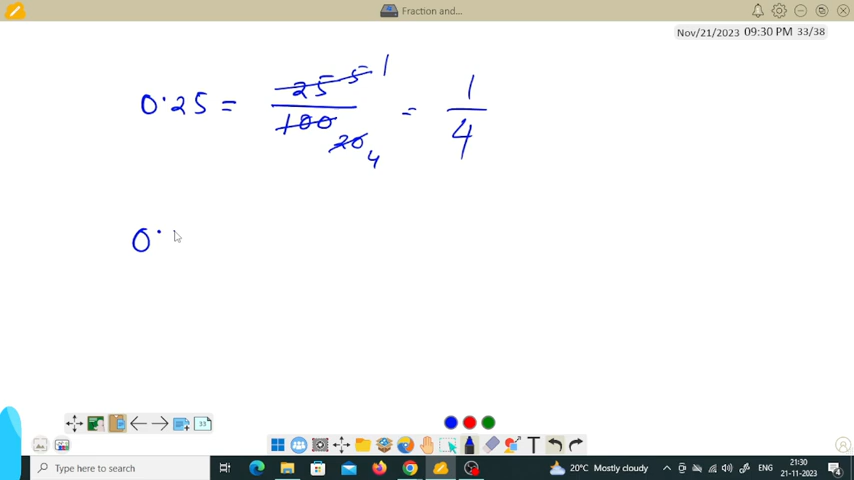 Fraction and...
Nov/21/2023 09:30 PM 33/38
0.25 = 25 5 1 / 100 20 4 = 1/4
0.
33
T
Type here to search
20°C Mostly cloudy
ENG
21:30
21-11-2023
4